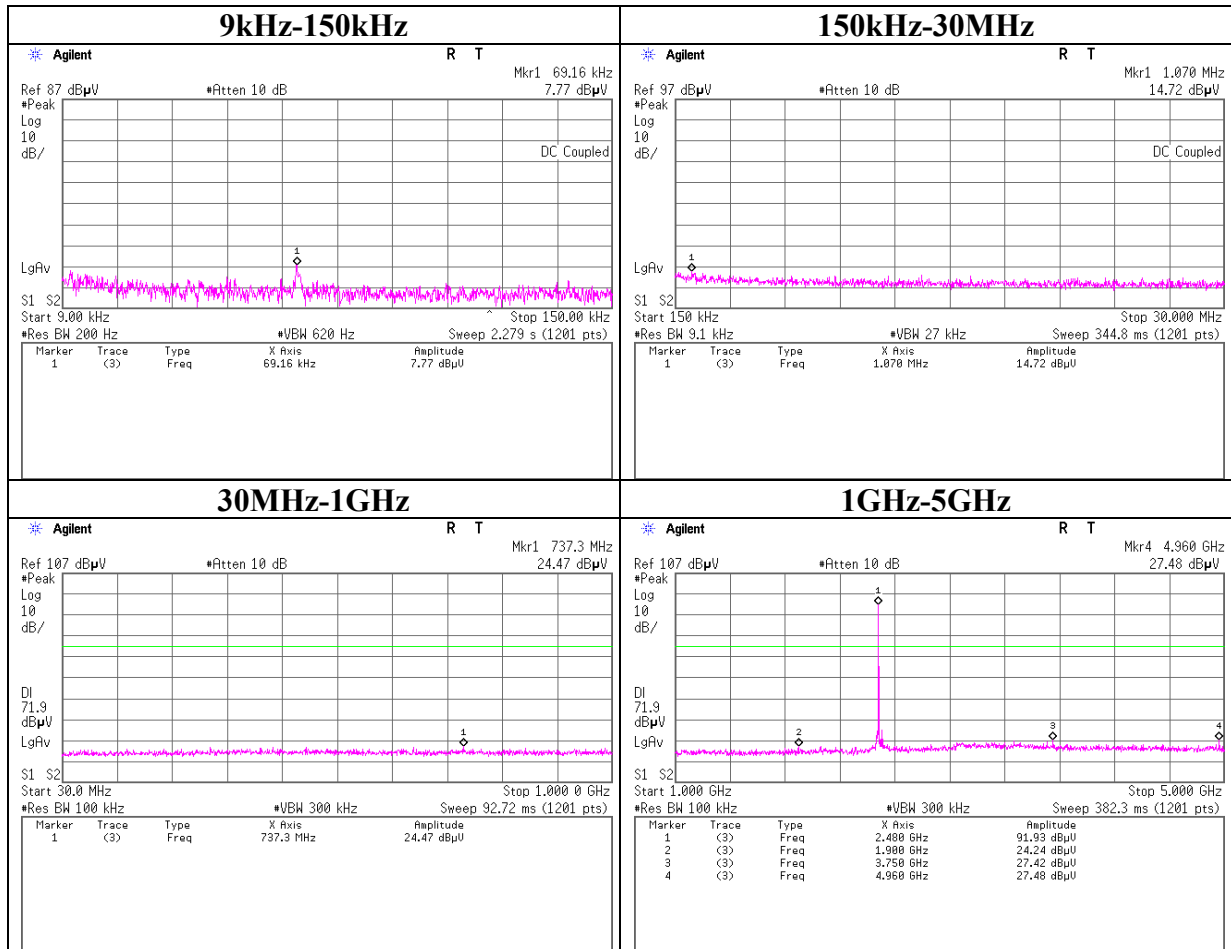 9kHz-150kHz
Agilent R T
Mkr1 69.16 kHz
Ref 87 dBµV #Atten 10 dB 7.77 dBµV
#Peak
Log
10
dB/
DC Coupled
1
LgAv
S1 S2
Start 9.00 kHz ^ Stop 150.00 kHz
#Res BW 200 Hz #VBW 620 Hz Sweep 2.279 s (1201 pts)
Marker Trace Type X Axis Amplitude
1 (3) Freq 69.16 kHz 7.77 dBµV
150kHz-30MHz
Agilent R T
Mkr1 1.070 MHz
Ref 97 dBµV #Atten 10 dB 14.72 dBµV
#Peak
Log
10
dB/
DC Coupled
1
LgAv
S1 S2
Start 150 kHz Stop 30.000 MHz
#Res BW 9.1 kHz #VBW 27 kHz Sweep 344.8 ms (1201 pts)
Marker Trace Type X Axis Amplitude
1 (3) Freq 1.070 MHz 14.72 dBµV
30MHz-1GHz
Agilent R T
Mkr1 737.3 MHz
Ref 107 dBµV #Atten 10 dB 24.47 dBµV
#Peak
Log
10
dB/
DI
71.9
dBµV
1
LgAv
S1 S2
Start 30.0 MHz Stop 1.000 0 GHz
#Res BW 100 kHz #VBW 300 kHz Sweep 92.72 ms (1201 pts)
Marker Trace Type X Axis Amplitude
1 (3) Freq 737.3 MHz 24.47 dBµV
1GHz-5GHz
Agilent R T
Mkr4 4.960 GHz
Ref 107 dBµV #Atten 10 dB 27.48 dBµV
#Peak
1
Log
10
dB/
DI
71.9
dBµV
2 3 4
LgAv
S1 S2
Start 1.000 GHz Stop 5.000 GHz
#Res BW 100 kHz #VBW 300 kHz Sweep 382.3 ms (1201 pts)
Marker Trace Type X Axis Amplitude
1 (3) Freq 2.480 GHz 91.93 dBµV
2 (3) Freq 1.900 GHz 24.24 dBµV
3 (3) Freq 3.750 GHz 27.42 dBµV
4 (3) Freq 4.960 GHz 27.48 dBµV